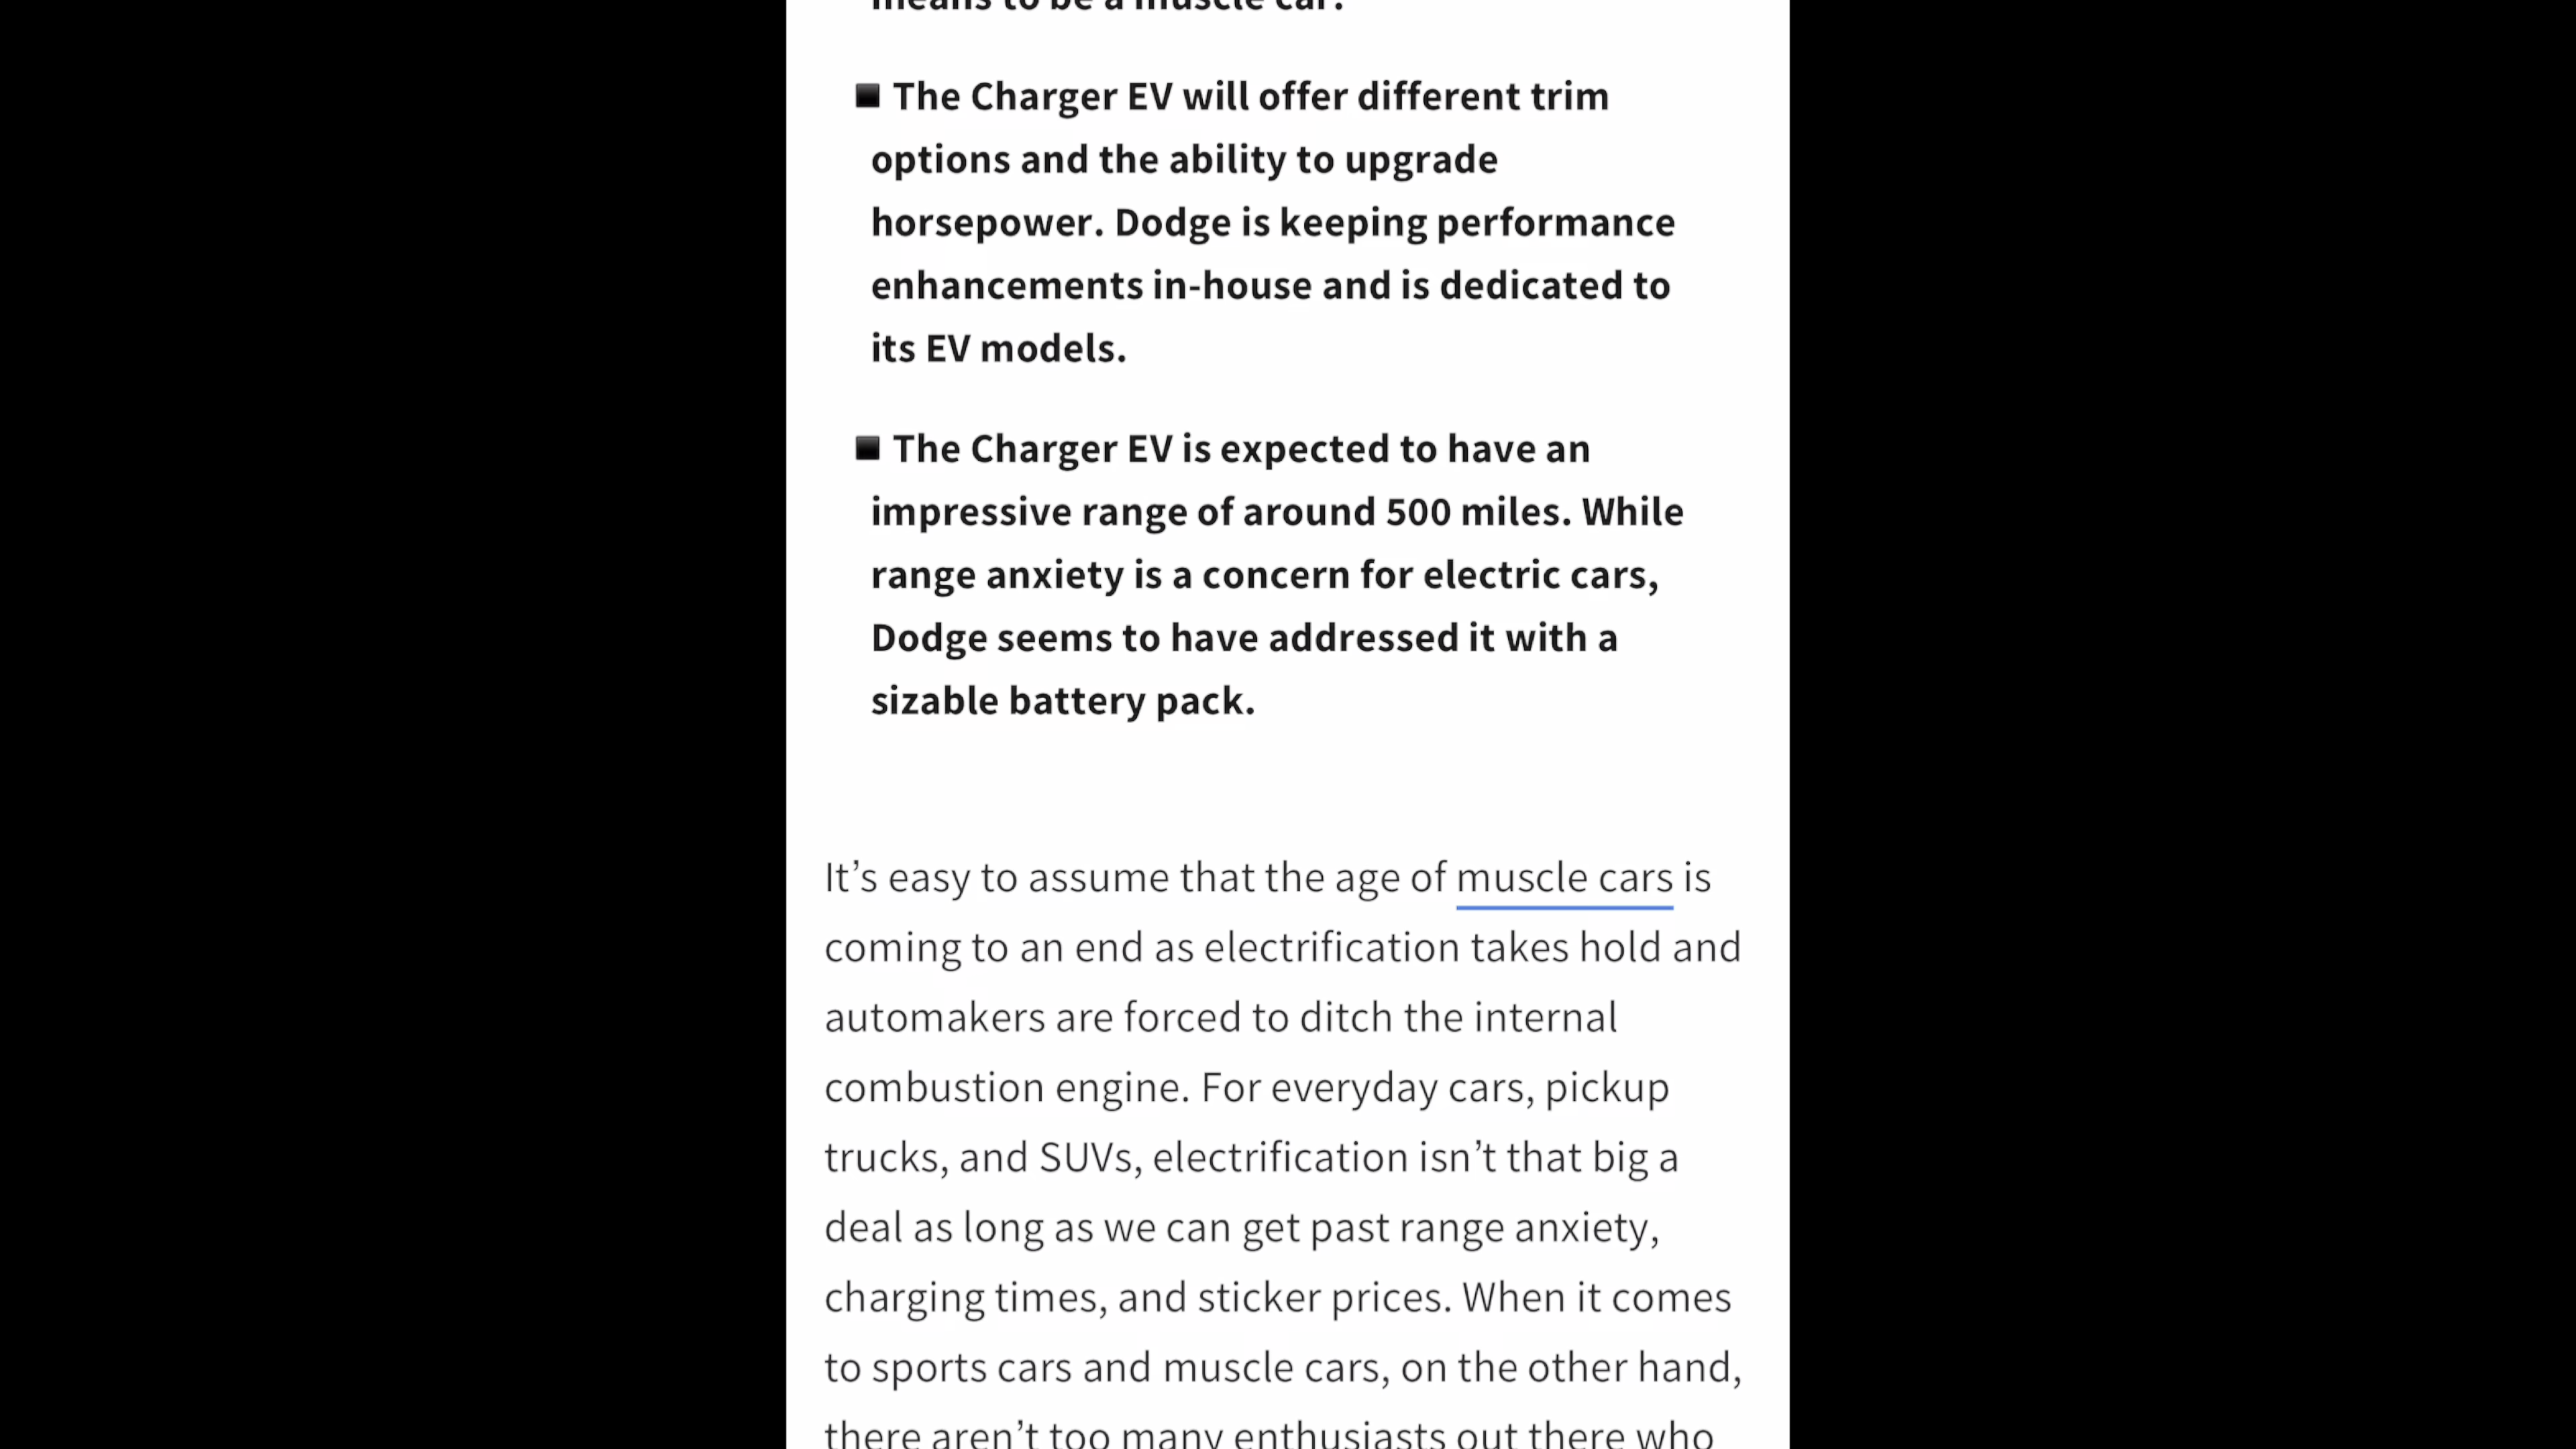 means to be a muscle car.
The Charger EV will offer different trim
options and the ability to upgrade
horsepower. Dodge is keeping performance
enhancements in-house and is dedicated to
its EV models.
The Charger EV is expected to have an
impressive range of around 500 miles. While
range anxiety is a concern for electric cars,
Dodge seems to have addressed it with a
sizable battery pack.
It’s easy to assume that the age of muscle cars is
coming to an end as electrification takes hold and
automakers are forced to ditch the internal
combustion engine. For everyday cars, pickup
trucks, and SUVs, electrification isn’t that big a
deal as long as we can get past range anxiety,
charging times, and sticker prices. When it comes
to sports cars and muscle cars, on the other hand,
there aren’t too many enthusiasts out there who